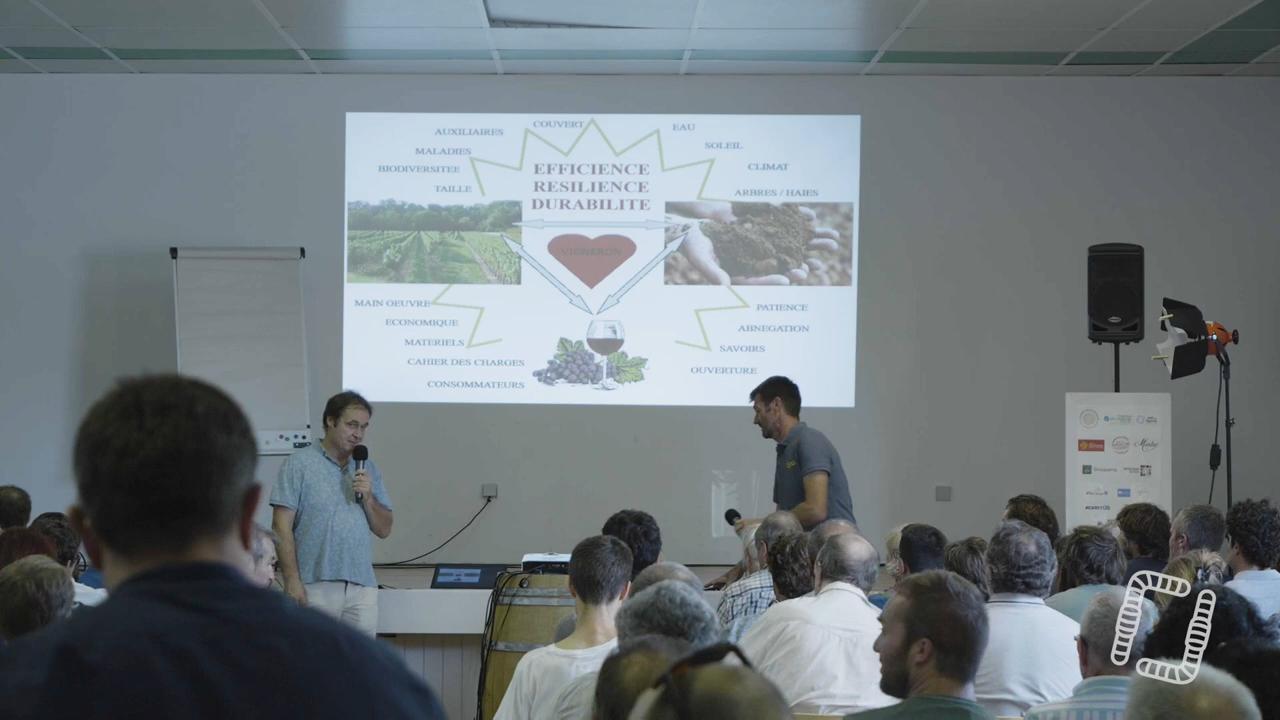 COUVERT
EAU
AUXILIAIRES
SOLEIL
MALADIES
CLIMAT
BIODIVERSITEE
TAILLE
ARBRES / HAIES
EFFICIENCE
RESILIENCE
DURABILITE
VIGNERON
MAIN OEUVRE
PATIENCE
ECONOMIQUE
ABNEGATION
MATERIELS
SAVOIRS
CAHIER DES CHARGES
OUVERTURE
CONSOMMATEURS